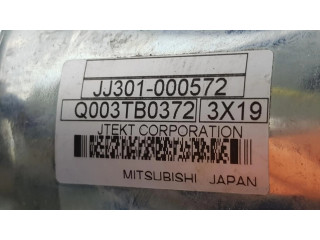 JJ301-000572
Q003TB0372 3X19
JTEKT CORPORATION
MITSUBISHI JAPAN